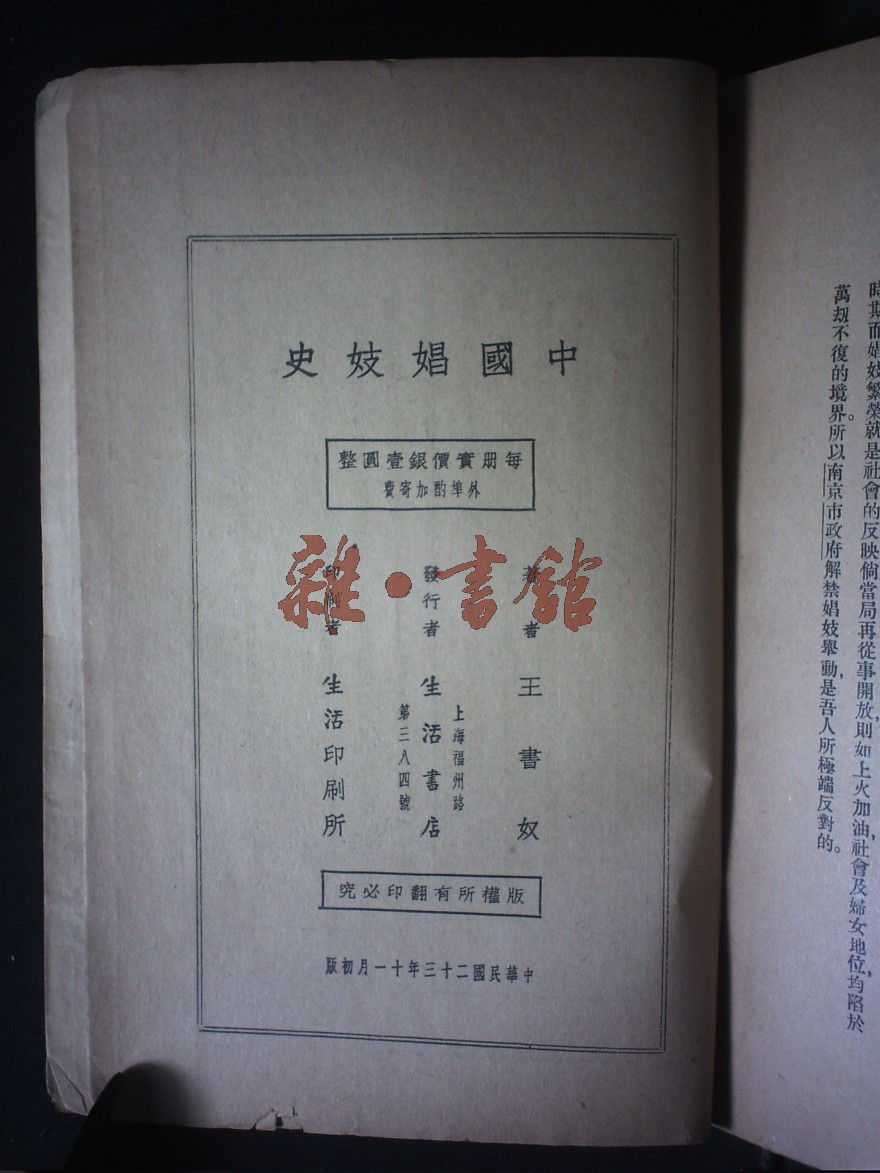 中國娼妓史
每册實價銀壹圓整
外埠酌加寄費
著者 王書奴
發行者 生活書店
上海福州路
第三八四號
印刷者 生活印刷所
版權所有翻印必究
中華民國二十三年十一月初版
雜·書館
時期而娼妓繁榮就是社會的反映倘當局再從事開放,則如上火加油,社會及婦女地位,均陷於
萬刼不復的境界。所以南京市政府解禁娼妓舉動,是吾人所極端反對的。